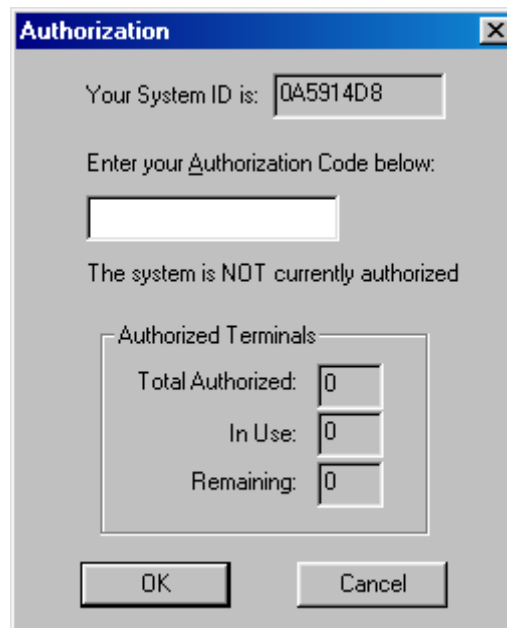 Authorization
Your System ID is: 0A5914D8
Enter your Authorization Code below:
The system is NOT currently authorized
Authorized Terminals
Total Authorized: 0
In Use: 0
Remaining: 0
OK Cancel